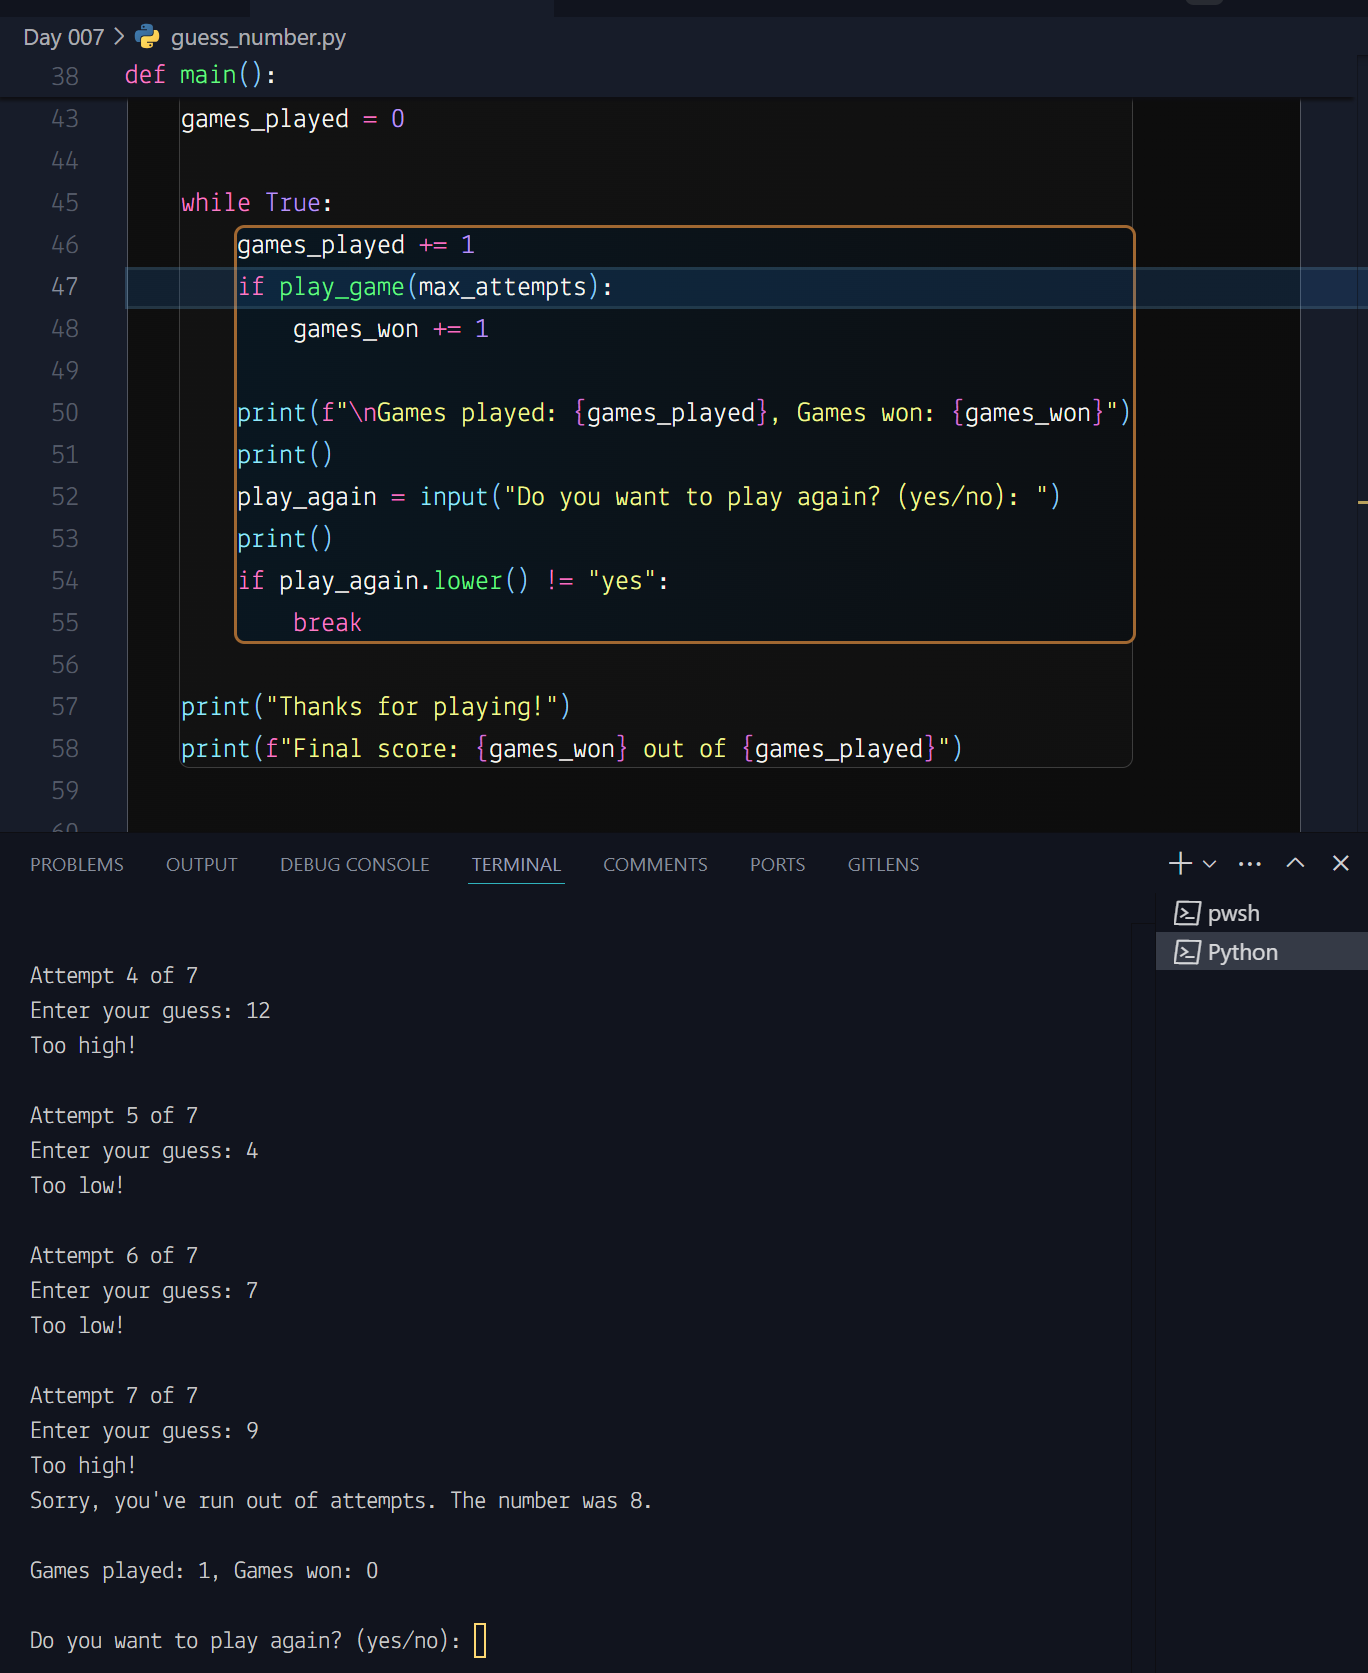 Day 007 > guess_number.py
38 def main():
43 games_played = 0
44
45 while True:
46 games_played += 1
47 if play_game(max_attempts):
48 games_won += 1
49
50 print(f"\nGames played: {games_played}, Games won: {games_won}")
51 print()
52 play_again = input("Do you want to play again? (yes/no): ")
53 print()
54 if play_again.lower() != "yes":
55 break
56
57 print("Thanks for playing!")
58 print(f"Final score: {games_won} out of {games_played}")
59
60
PROBLEMS OUTPUT DEBUG CONSOLE TERMINAL COMMENTS PORTS GITLENS
pwsh
Python
Attempt 4 of 7
Enter your guess: 12
Too high!
Attempt 5 of 7
Enter your guess: 4
Too low!
Attempt 6 of 7
Enter your guess: 7
Too low!
Attempt 7 of 7
Enter your guess: 9
Too high!
Sorry, you've run out of attempts. The number was 8.
Games played: 1, Games won: 0
Do you want to play again? (yes/no):